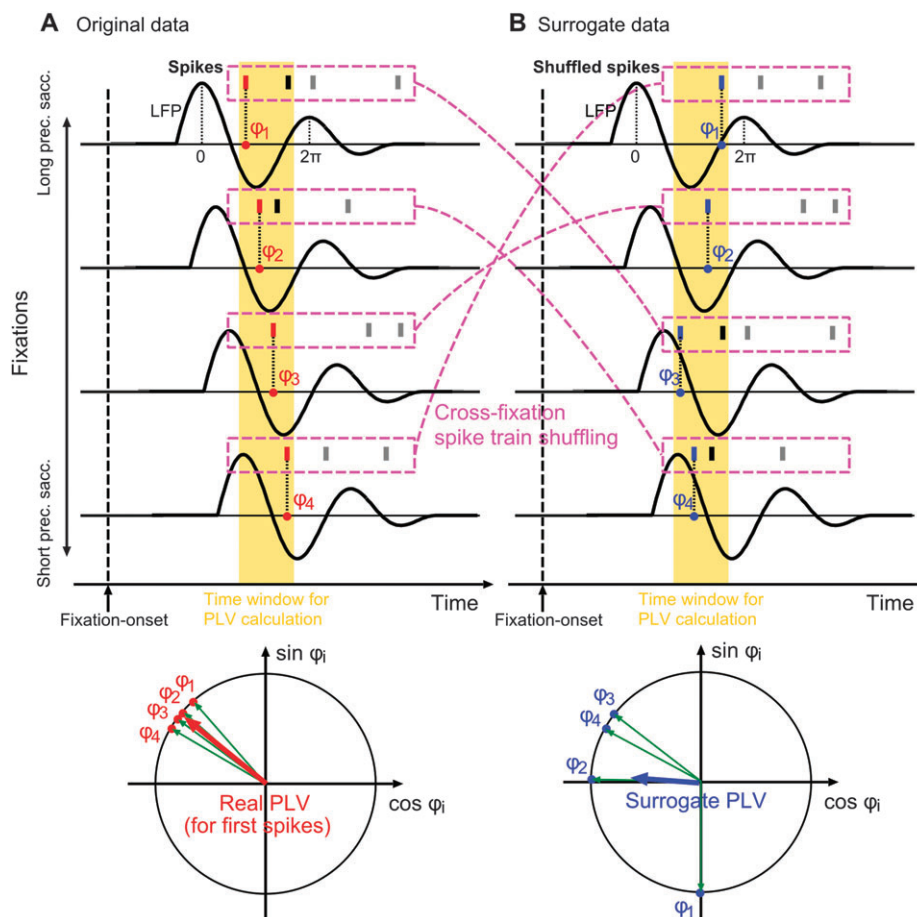 A Original data
B Surrogate data
Spikes
Shuffled spikes
LFP
φ1
0
2π
LFP
φ1
0
2π
Long prec. sacc.
φ2
φ2
Fixations
φ3
φ3
Cross-fixation
spike train shuffling
φ4
φ4
Short prec. sacc.
Time
Time
Fixation-onset
Time window for
PLV calculation
Fixation-onset
Time window for
PLV calculation
sin φi
sin φi
φ1
φ2
φ3
φ4
φ3
φ4
φ2
cos φi
cos φi
Real PLV
(for first spikes)
Surrogate PLV
φ1